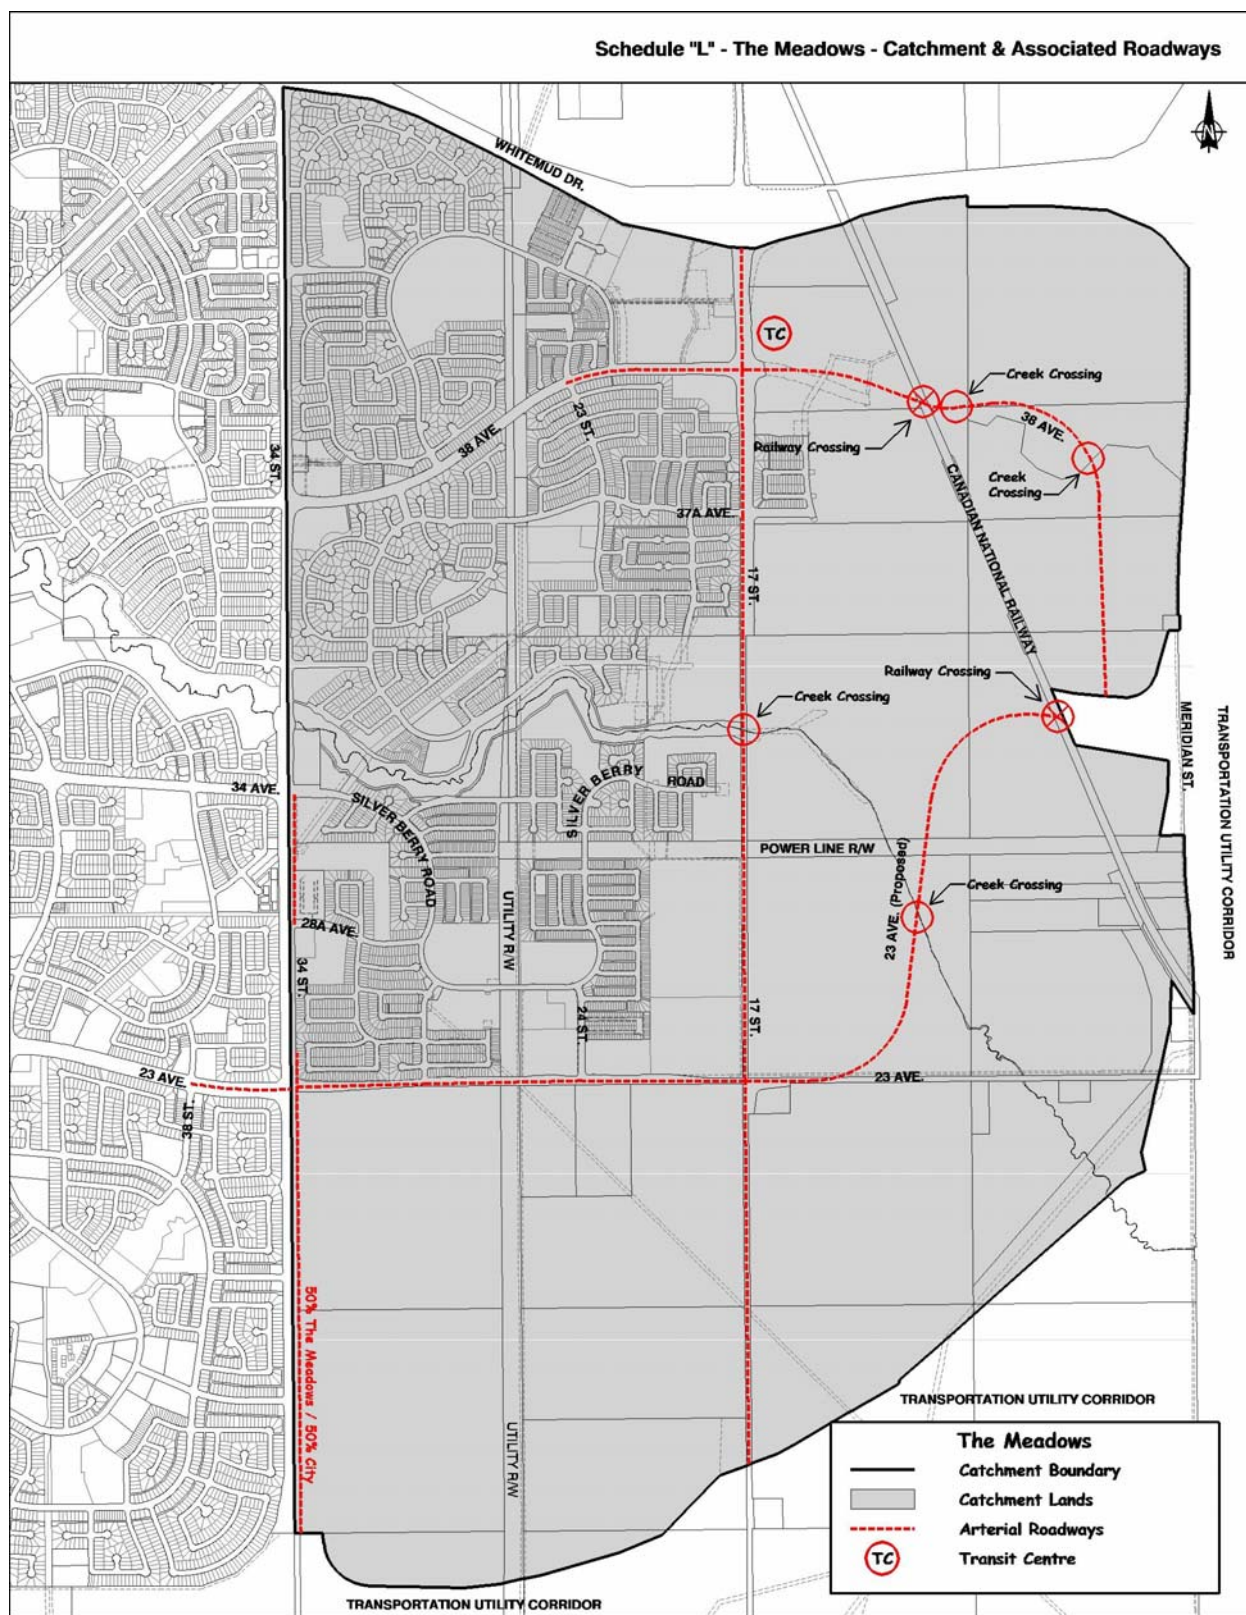 Schedule "L" - The Meadows - Catchment & Associated Roadways
N
WHITEMUD DR.
TC
Creek Crossing
38 AVE.
23 ST.
38 AVE.
34 ST.
Railway Crossing
Creek
Crossing
CANADIAN NATIONAL RAILWAY
37A AVE.
17 ST.
Railway Crossing
Creek Crossing
MERIDIAN ST.
TRANSPORTATION UTILITY CORRIDOR
34 AVE.
SILVER BERRY ROAD
SILVER BERRY
ROAD
POWER LINE R/W
23 AVE. (Proposed)
Creek Crossing
UTILITY R/W
28A AVE.
34 ST.
24 ST.
17 ST.
23 AVE.
23 AVE.
38 ST.
50% The Meadows / 50% City
UTILITY R/W
TRANSPORTATION UTILITY CORRIDOR
The Meadows
Catchment Boundary
Catchment Lands
Arterial Roadways
TC
Transit Centre
TRANSPORTATION UTILITY CORRIDOR